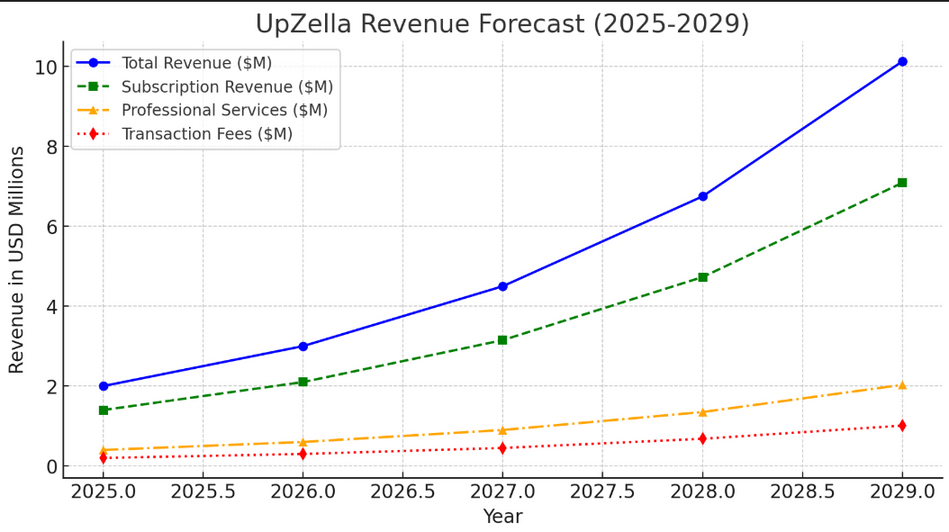 UpZella Revenue Forecast (2025-2029)
Total Revenue ($M)
Subscription Revenue ($M)
Professional Services ($M)
Transaction Fees ($M)
Revenue in USD Millions
10
8
6
4
2
0
2025.0 2025.5 2026.0 2026.5 2027.0 2027.5 2028.0 2028.5 2029.0
Year